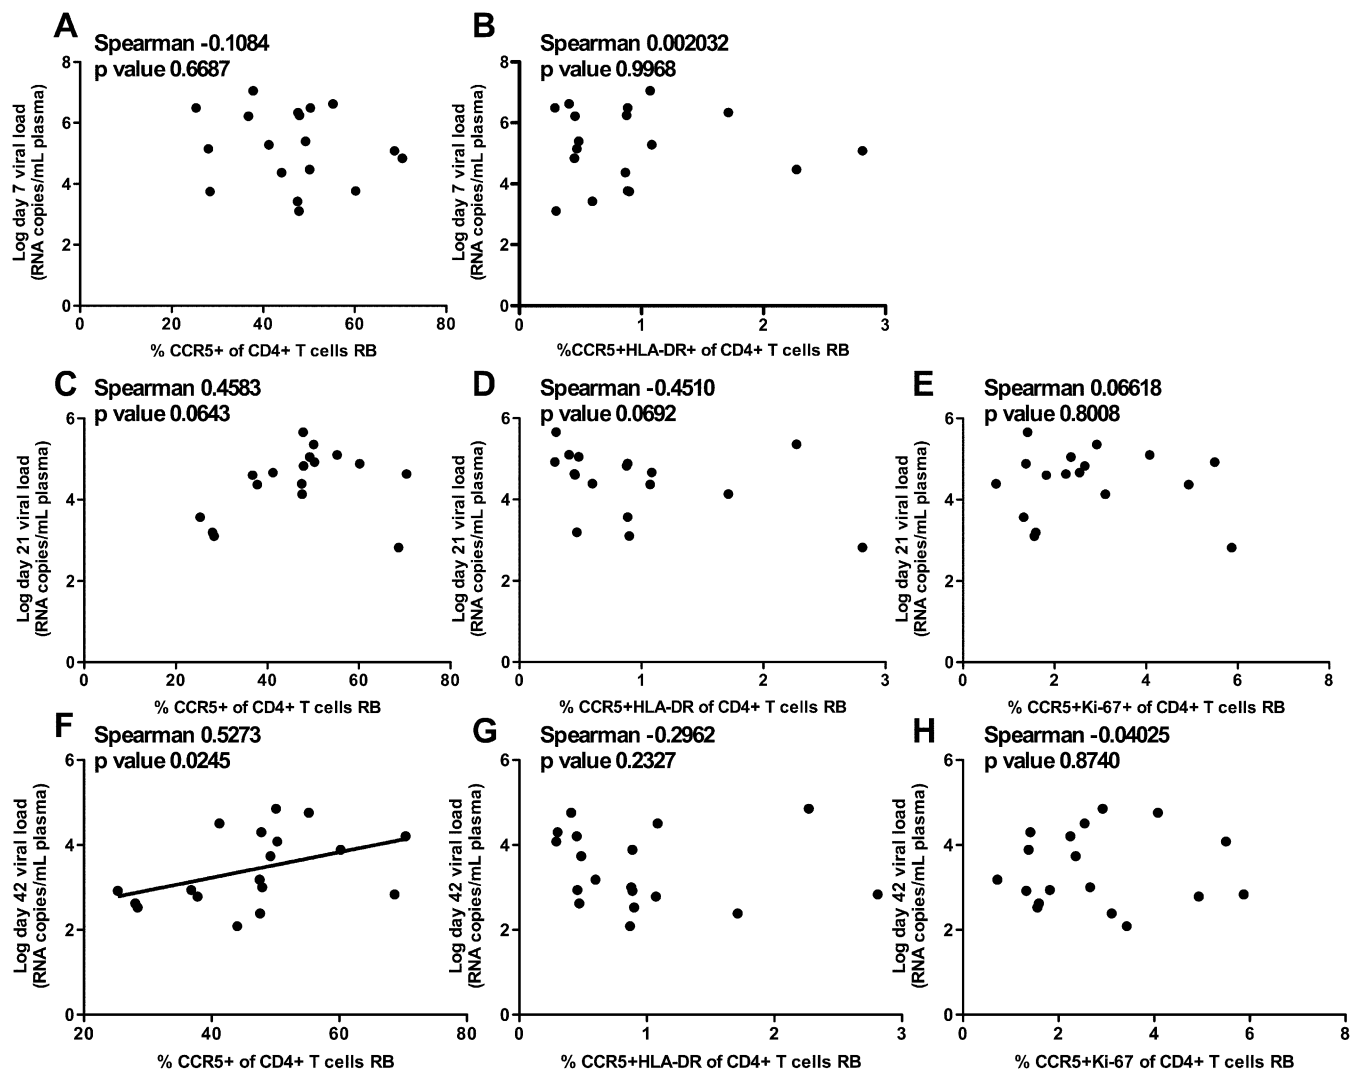 A
Spearman -0.1084
p value 0.6687
Log day 7 viral load
(RNA copies/mL plasma)
8
6
4
2
0
0 20 40 60 80
% CCR5+ of CD4+ T cells RB
B
Spearman 0.002032
p value 0.9968
Log day 7 viral load
(RNA copies/mL plasma)
8
6
4
2
0
0 1 2 3
%CCR5+HLA-DR+ of CD4+ T cells RB
C
Spearman 0.4583
p value 0.0643
Log day 21 viral load
(RNA copies/mL plasma)
6
4
2
0
0 20 40 60 80
% CCR5+ of CD4+ T cells RB
D
Spearman -0.4510
p value 0.0692
Log day 21 viral load
(RNA copies/mL plasma)
6
4
2
0
0 1 2 3
% CCR5+HLA-DR of CD4+ T cells RB
E
Spearman 0.06618
p value 0.8008
Log day 21 viral load
(RNA copies/mL plasma)
6
4
2
0
0 2 4 6 8
% CCR5+Ki-67+ of CD4+ T cells RB
F
Spearman 0.5273
p value 0.0245
Log day 42 viral load
(RNA copies/mL plasma)
6
4
2
0
20 40 60 80
% CCR5+ of CD4+ T cells RB
G
Spearman -0.2962
p value 0.2327
Log day 42 viral load
(RNA copies/mL plasma)
6
4
2
0
0 1 2 3
% CCR5+HLA-DR of CD4+ T cells RB
H
Spearman -0.04025
p value 0.8740
Log day 42 viral load
(RNA copies/mL plasma)
6
4
2
0
0 2 4 6 8
% CCR5+Ki-67 of CD4+ T cells RB